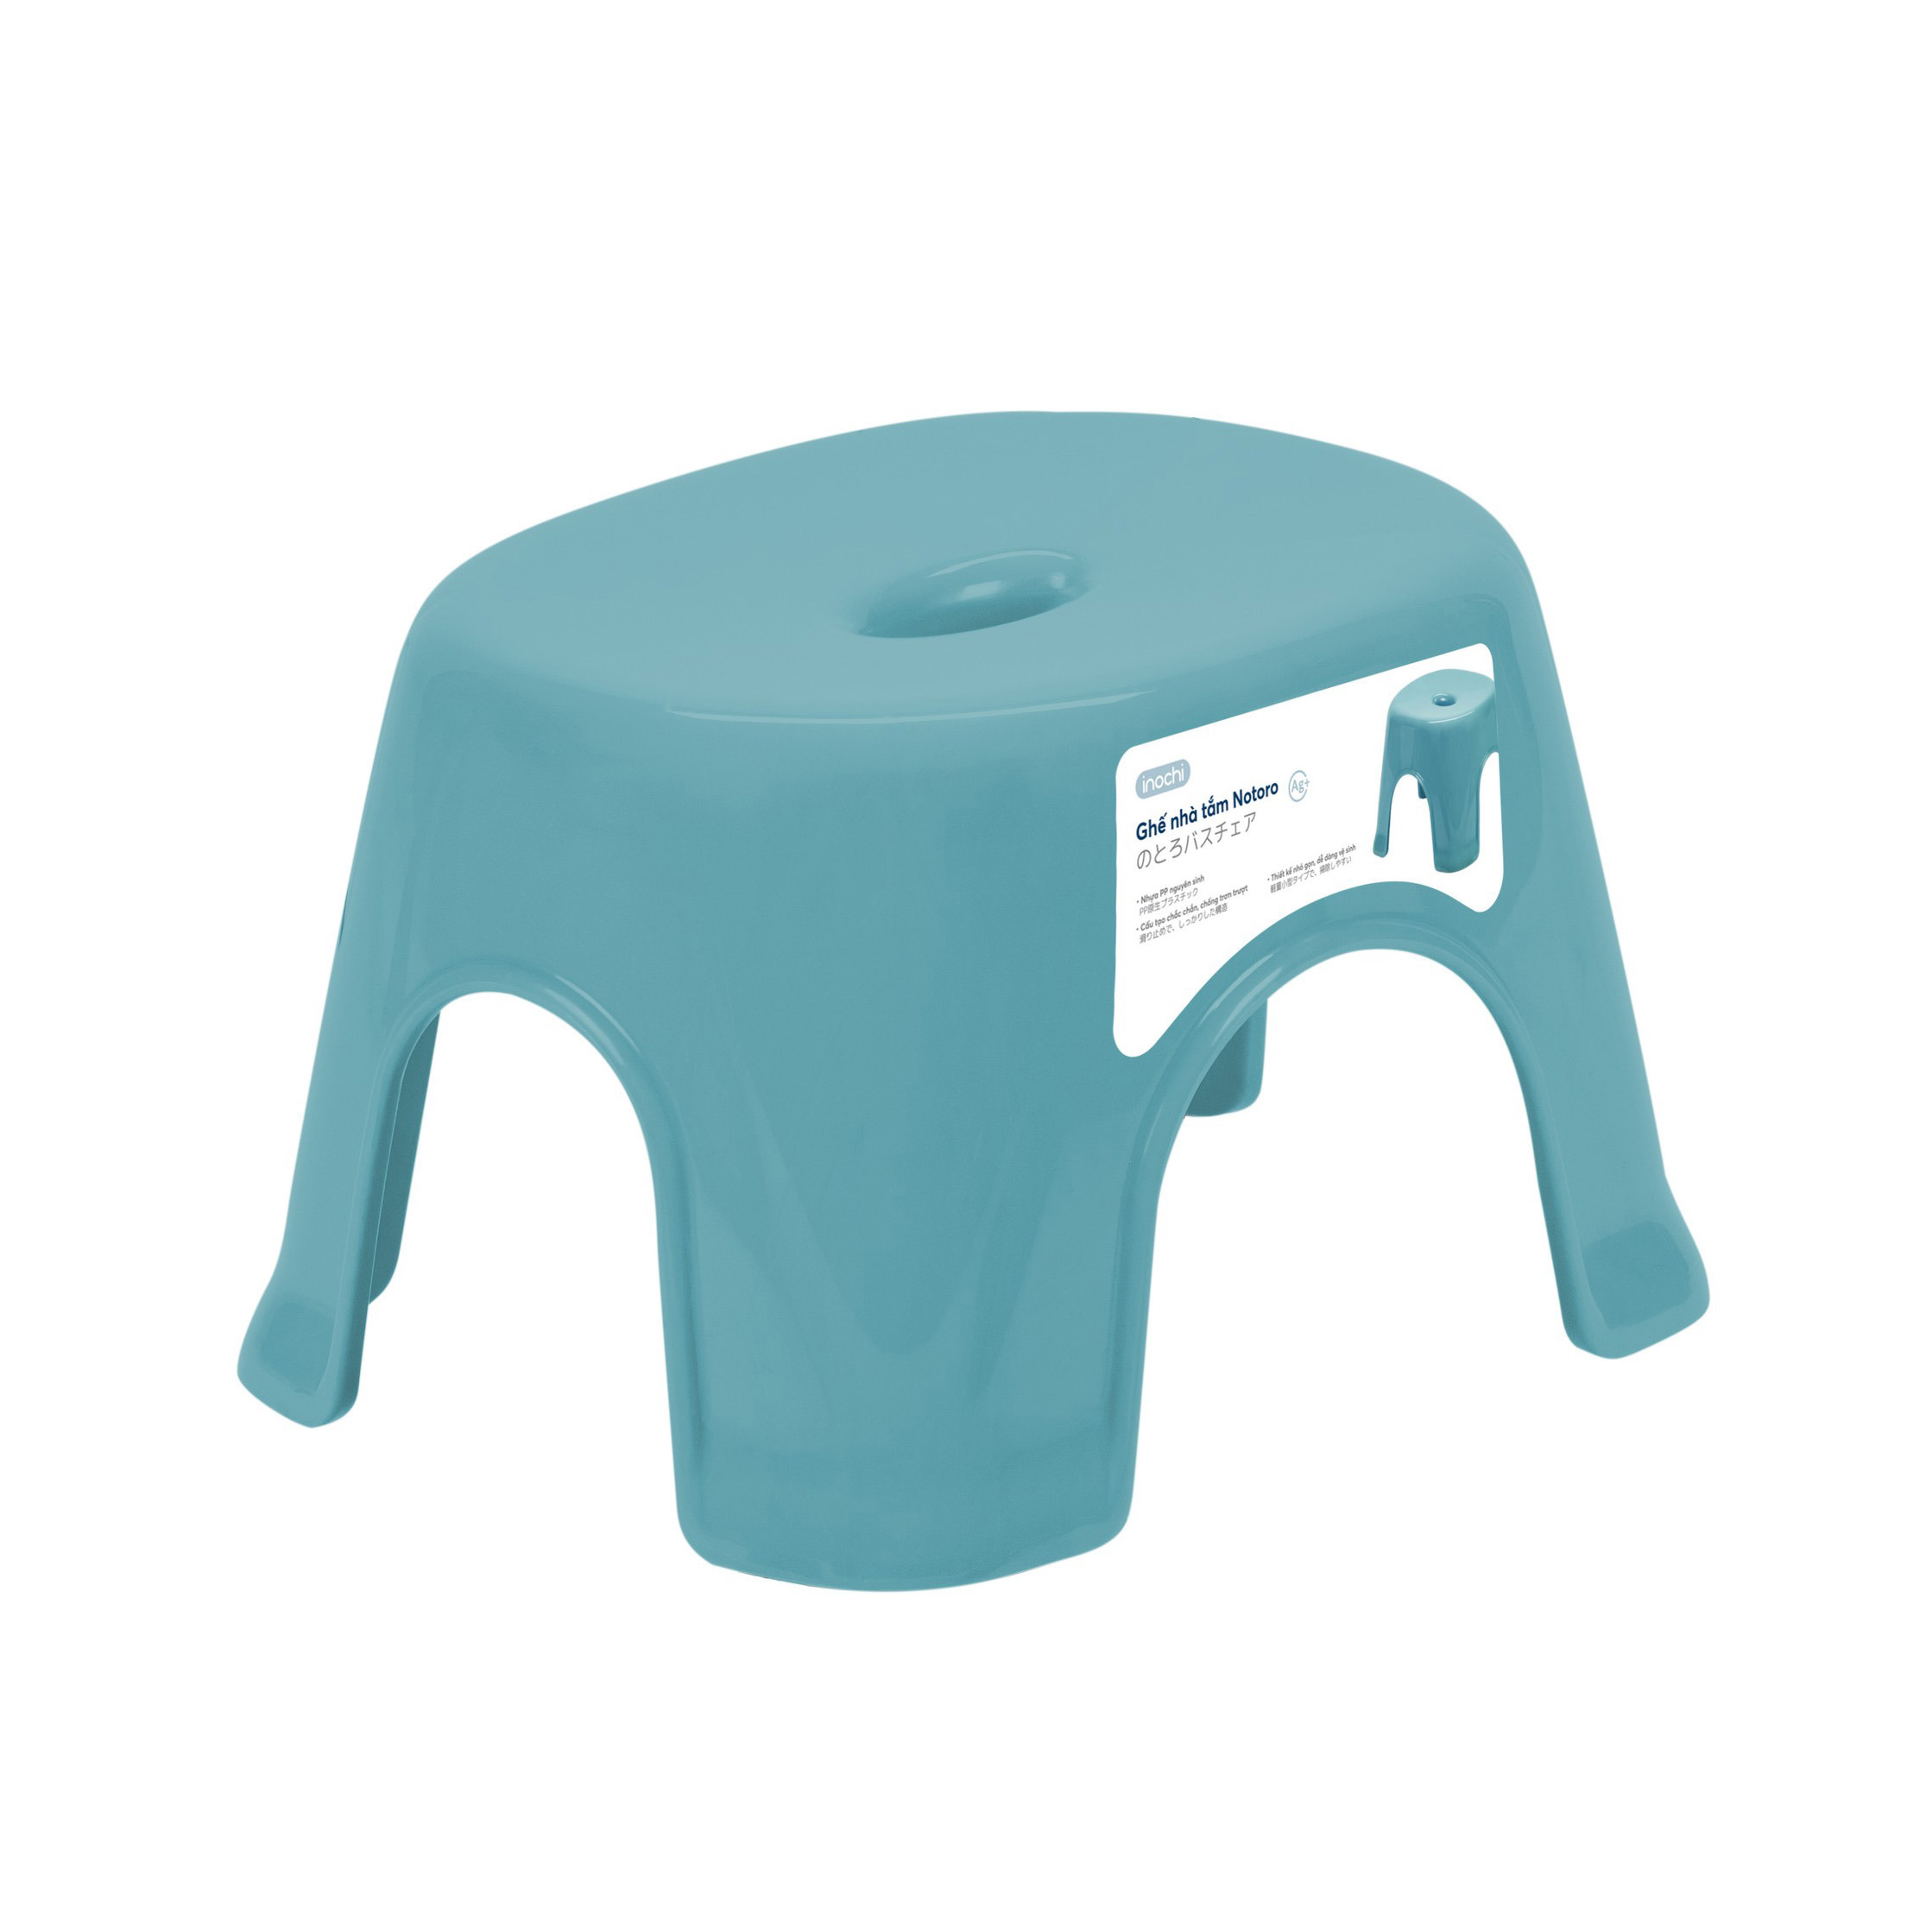 inochi
Ghế nhà tắm Notoro Ag+
のとろバスチェア
• Nhựa PP nguyên sinh
PP原生プラスチック
• Cấu tạo chắc chắn, chống trơn trượt
滑り止めで、しっかりした構造
• Thiết kế nhỏ gọn, dễ dàng vệ sinh
軽量小型タイプで、掃除しやすい